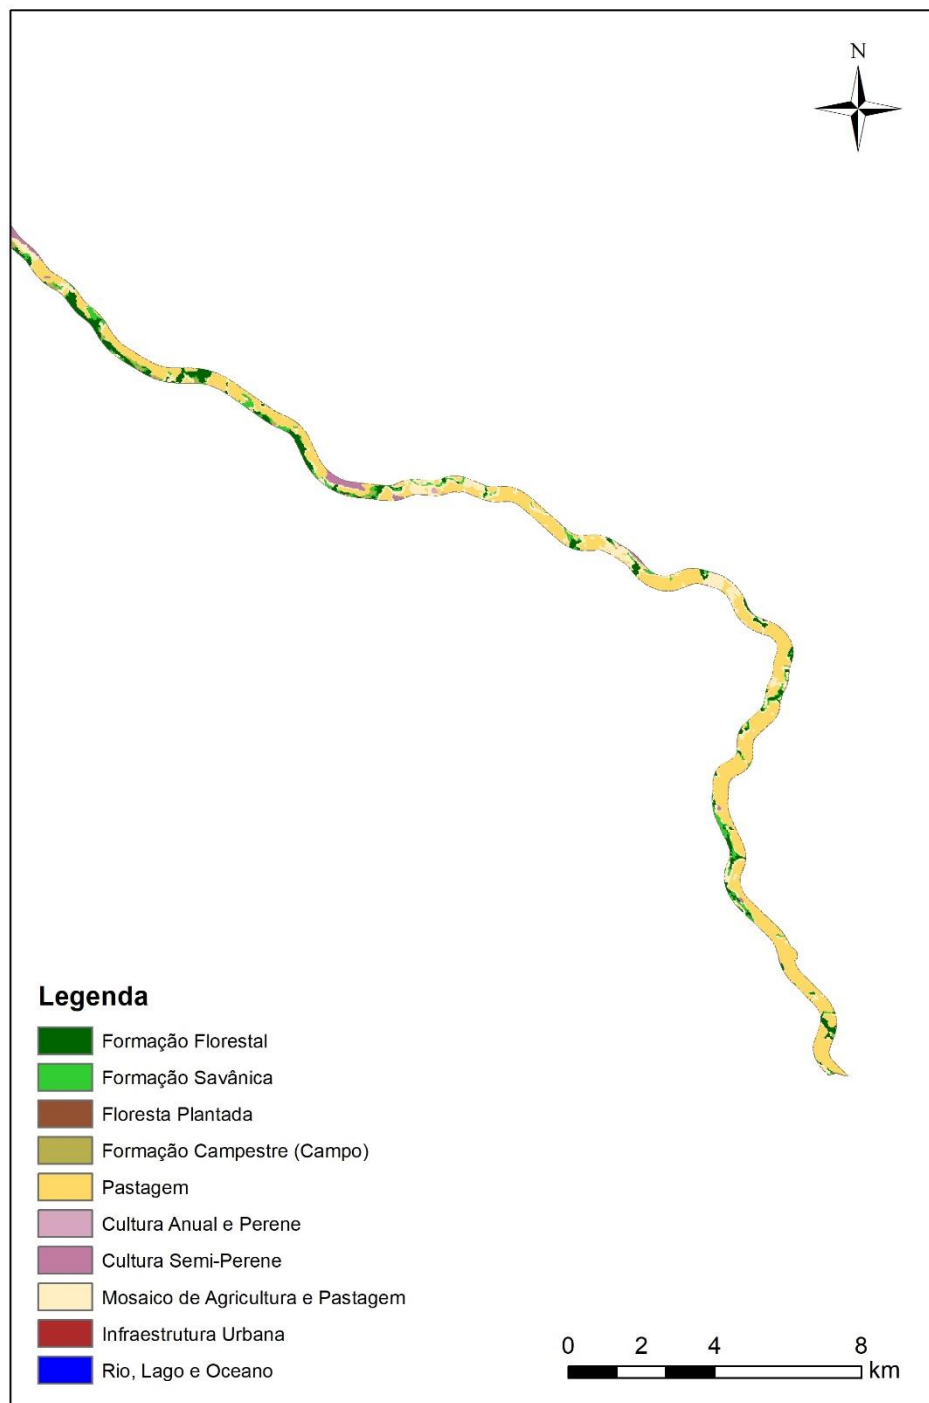 N
Legenda
Formação Florestal
Formação Savânica
Floresta Plantada
Formação Campestre (Campo)
Pastagem
Cultura Anual e Perene
Cultura Semi-Perene
Mosaico de Agricultura e Pastagem
Infraestrutura Urbana
Rio, Lago e Oceano
0 2 4 8
km